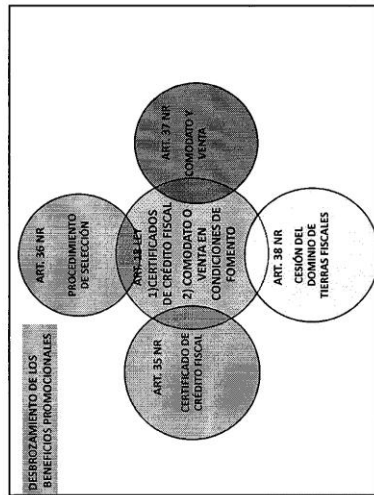 DESBROZAMIENTO DE LOS
BENEFICIOS PROMOCIONALES
ART. 36 NR
PROCEDIMIENTO
DE SELECCIÓN
ART. 35 NR
CERTIFICADO DE
CRÉDITO FISCAL
ART. 18 LEY
1)CERTIFICADOS
DE CRÉDITO FISCAL
2) COMODATO O
VENTA EN
CONDICIONES DE
FOMENTO
ART. 37 NR
COMODATO Y
VENTA
ART. 38 NR
CESIÓN DEL
DOMINIO DE
TIERRAS FISCALES